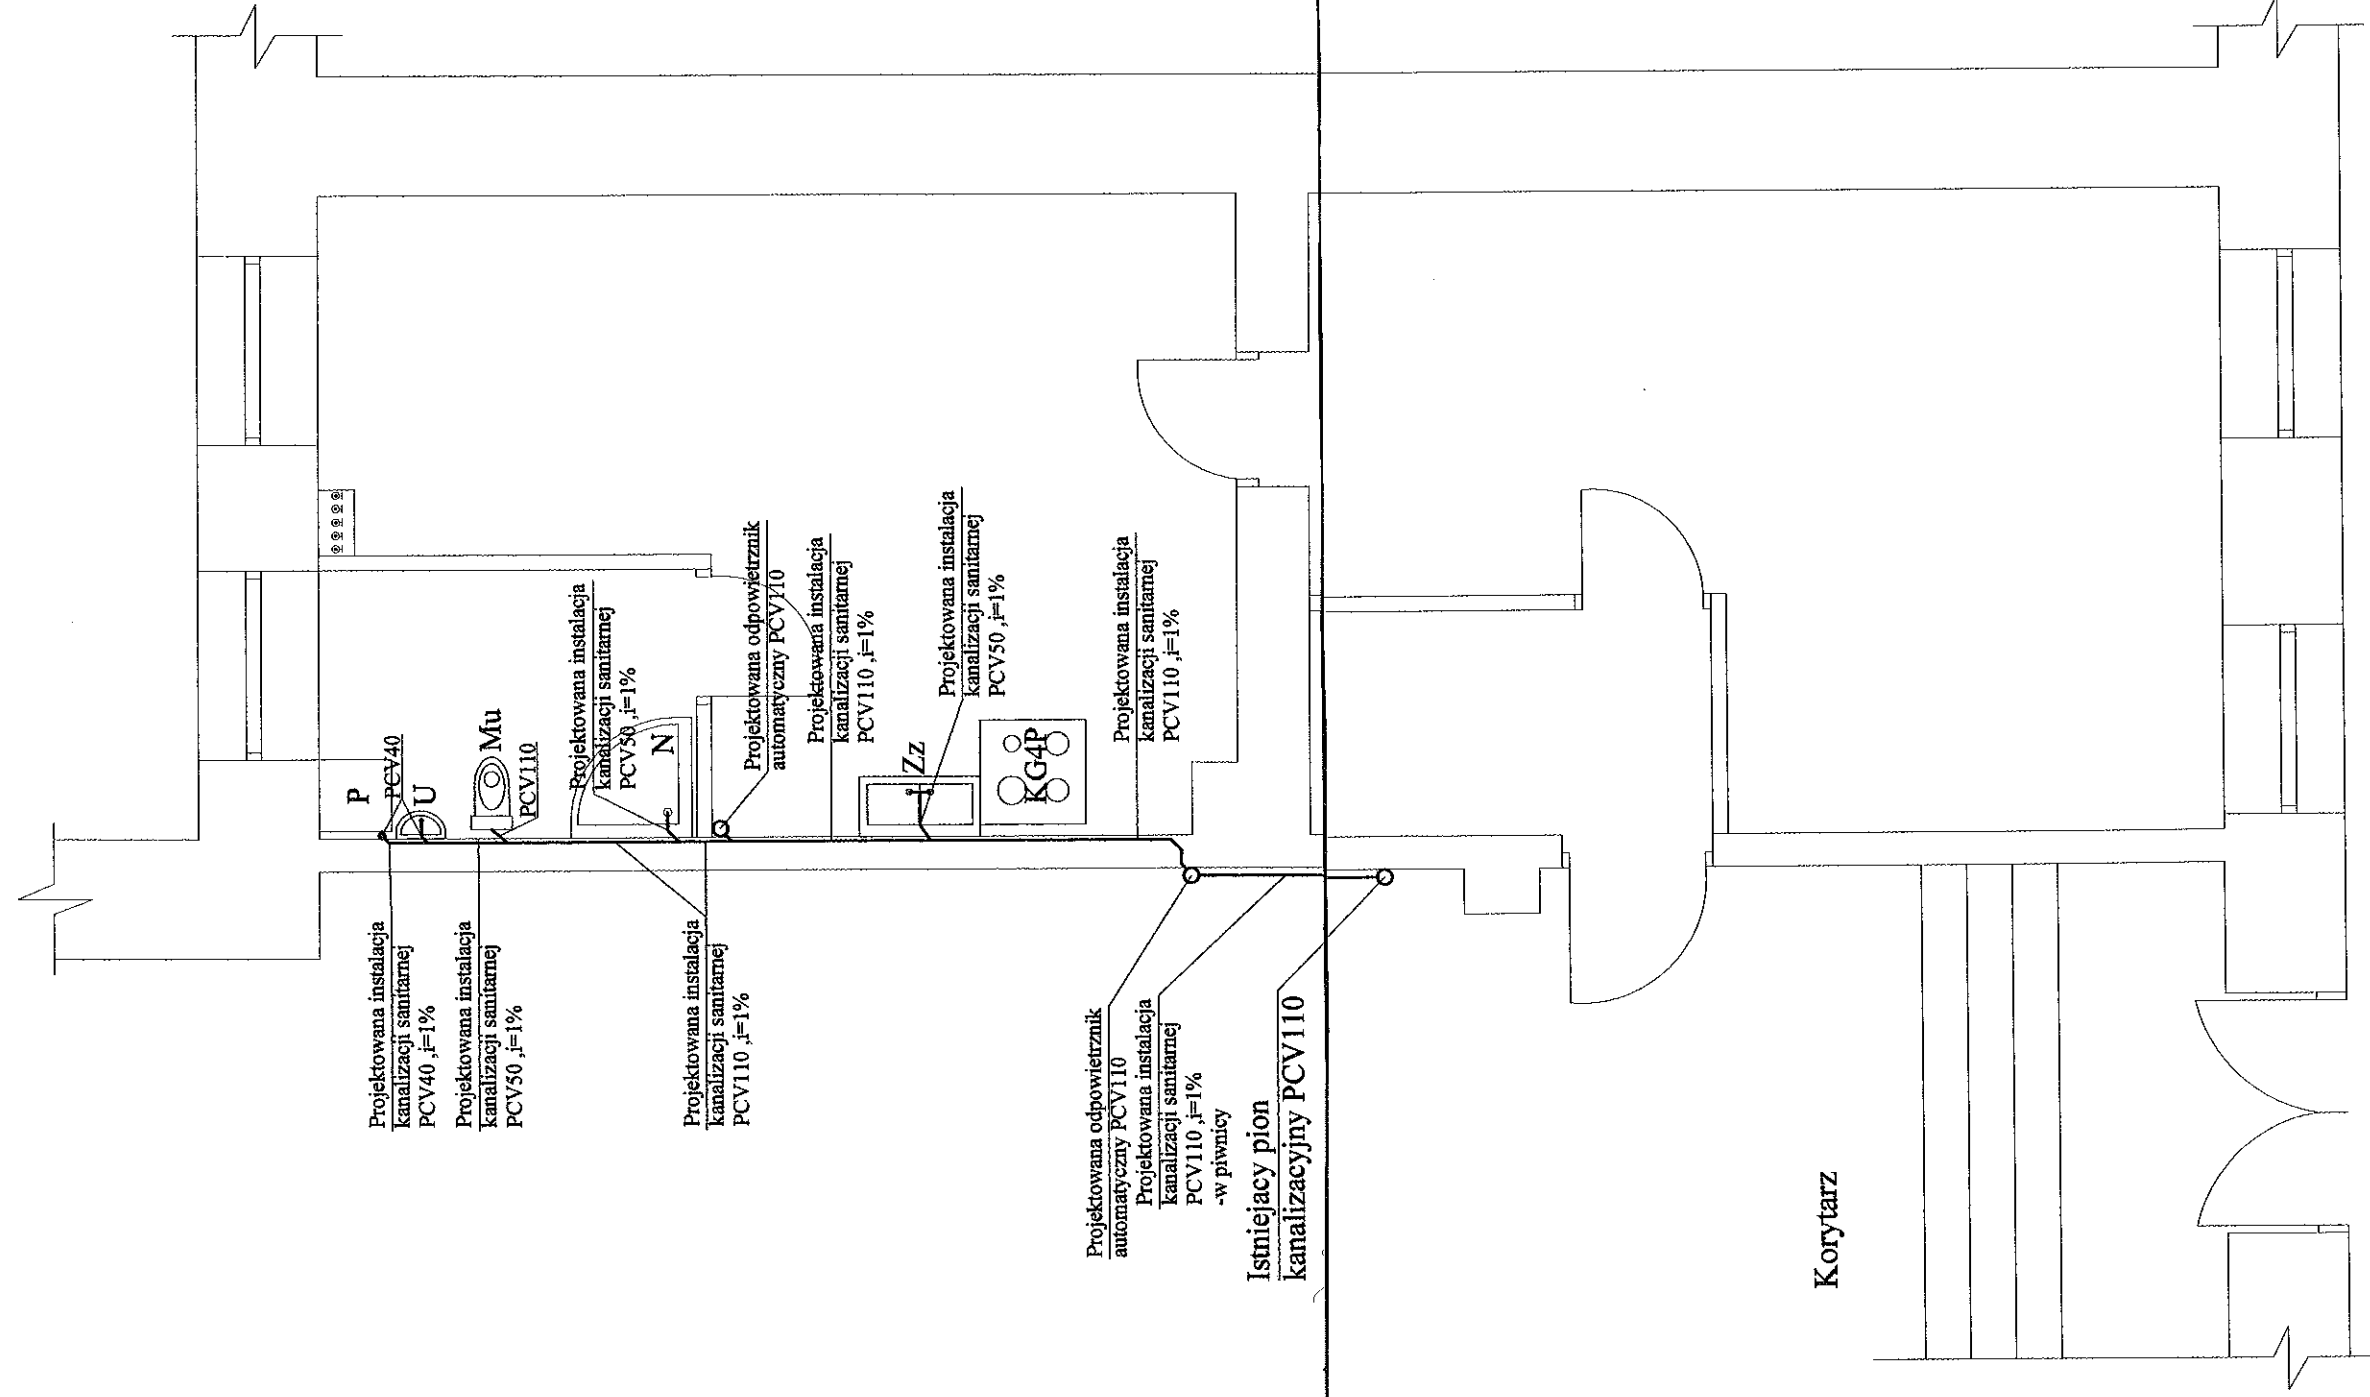 P
PCV40
U
Mu
PCV110
Projektowana instalacja
kanalizacji sanitarnej
PCV50 ,i=1%
N
Projektowana odpowietrznik
automatyczny PCV110
Projektowana instalacja
kanalizacji sanitarnej
PCV110 ,i=1%
Zz
Projektowana instalacja
kanalizacji sanitarnej
PCV50 ,i=1%
KG4P
Projektowana instalacja
kanalizacji sanitarnej
PCV110 ,i=1%
Projektowana instalacja
kanalizacji sanitarnej
PCV40 ,i=1%
Projektowana instalacja
kanalizacji sanitarnej
PCV50 ,i=1%
Projektowana instalacja
kanalizacji sanitarnej
PCV110 ,i=1%
Projektowana odpowietrznik
automatyczny PCV110
Projektowana instalacja
kanalizacji sanitarnej
PCV110 ,i=1%
-w piwnicy
Istniejacy pion
kanalizacyjny PCV110
Korytarz